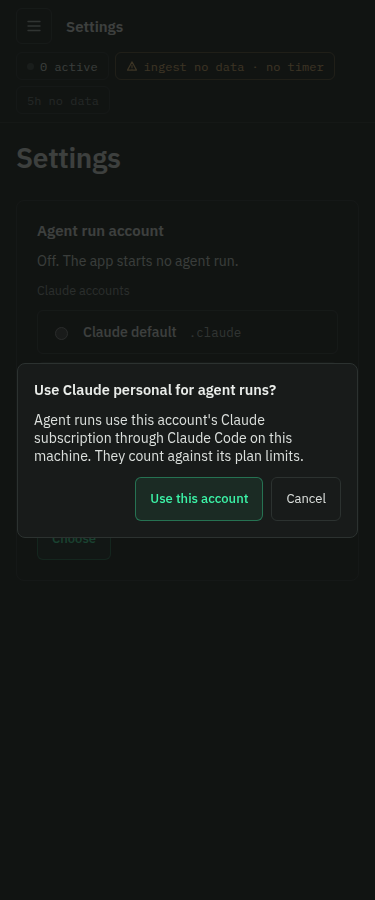 Settings
0 active
ingest no data · no timer
5h no data
Settings
Agent run account
Off. The app starts no agent run.
Claude accounts
Claude default .claude
Use Claude personal for agent runs?
Agent runs use this account's Claude
subscription through Claude Code on this
machine. They count against its plan limits.
Use this account
Cancel
Choose